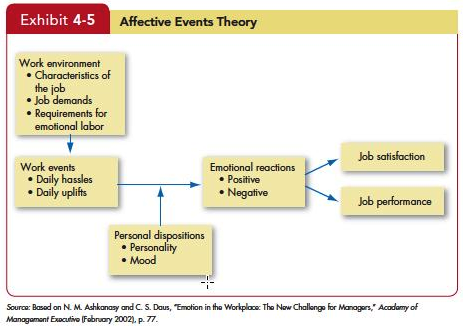 Exhibit 4-5 Affective Events Theory
Work environment
• Characteristics of
the job
• Job demands
• Requirements for
emotional labor
Work events
• Daily hassles
• Daily uplifts
Personal dispositions
• Personality
• Mood
Emotional reactions
• Positive
• Negative
Job satisfaction
Job performance
Source: Based on N. M. Ashkanasy and C. S. Daus, "Emotion in the Workplace: The New Challenge for Managers," Academy of
Management Executive (February 2002), p. 77.